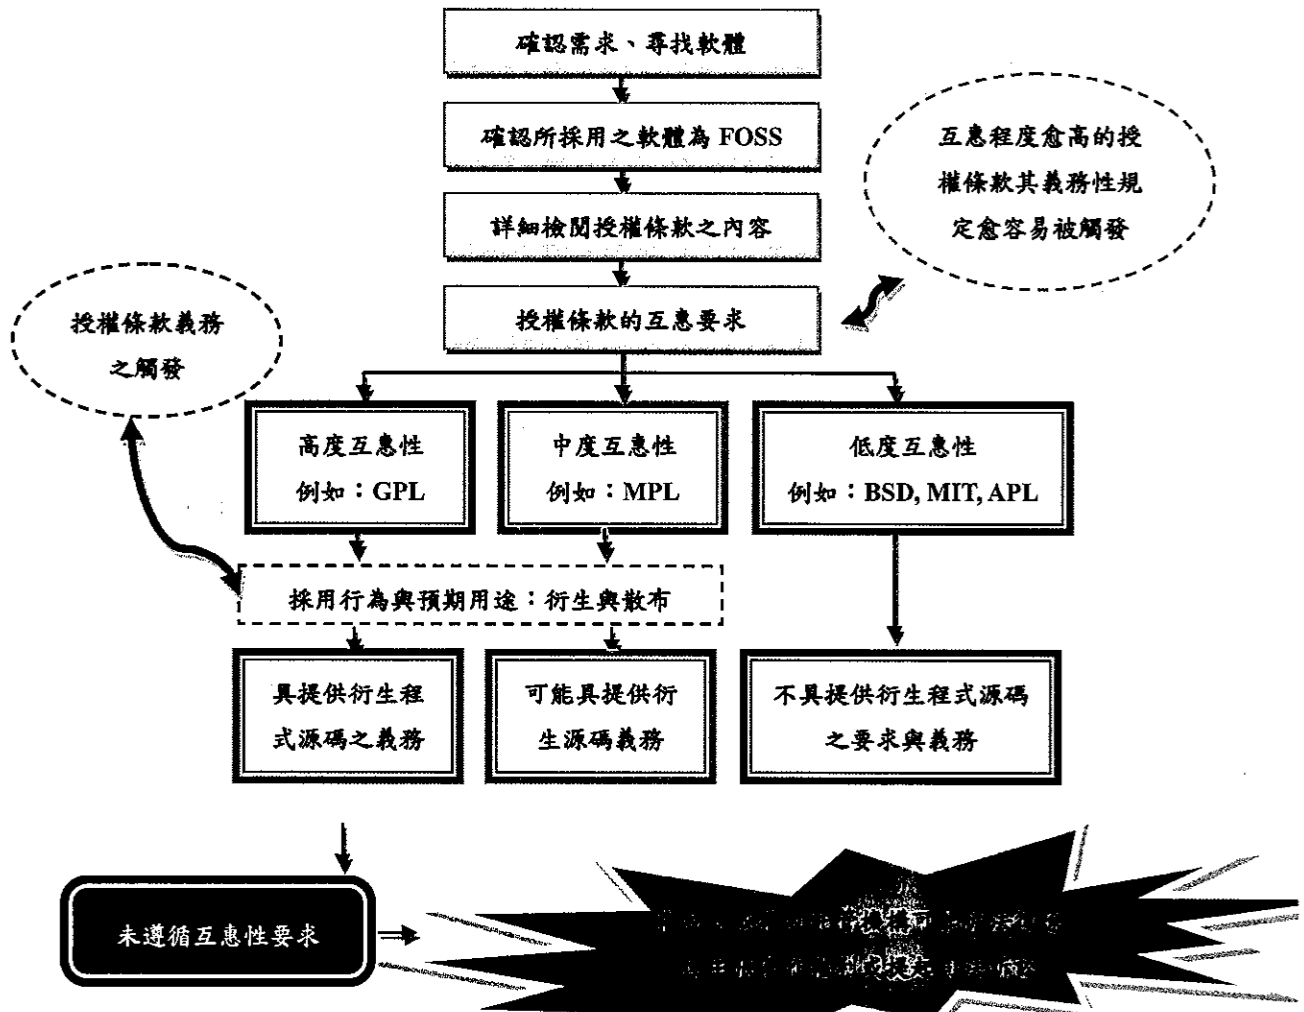 確認需求、尋找軟體
確認所採用之軟體為 FOSS
詳細檢閱授權條款之內容
授權條款的互惠要求
互惠程度愈高的授
權條款其義務性規
定愈容易被觸發
授權條款義務
之觸發
高度互惠性
例如：GPL
中度互惠性
例如：MPL
低度互惠性
例如：BSD, MIT, APL
採用行為與預期用途：衍生與散布
具提供衍生程
式源碼之義務
可能具提供衍
生源碼義務
不具提供衍生程式源碼
之要求與義務
未遵循互惠性要求